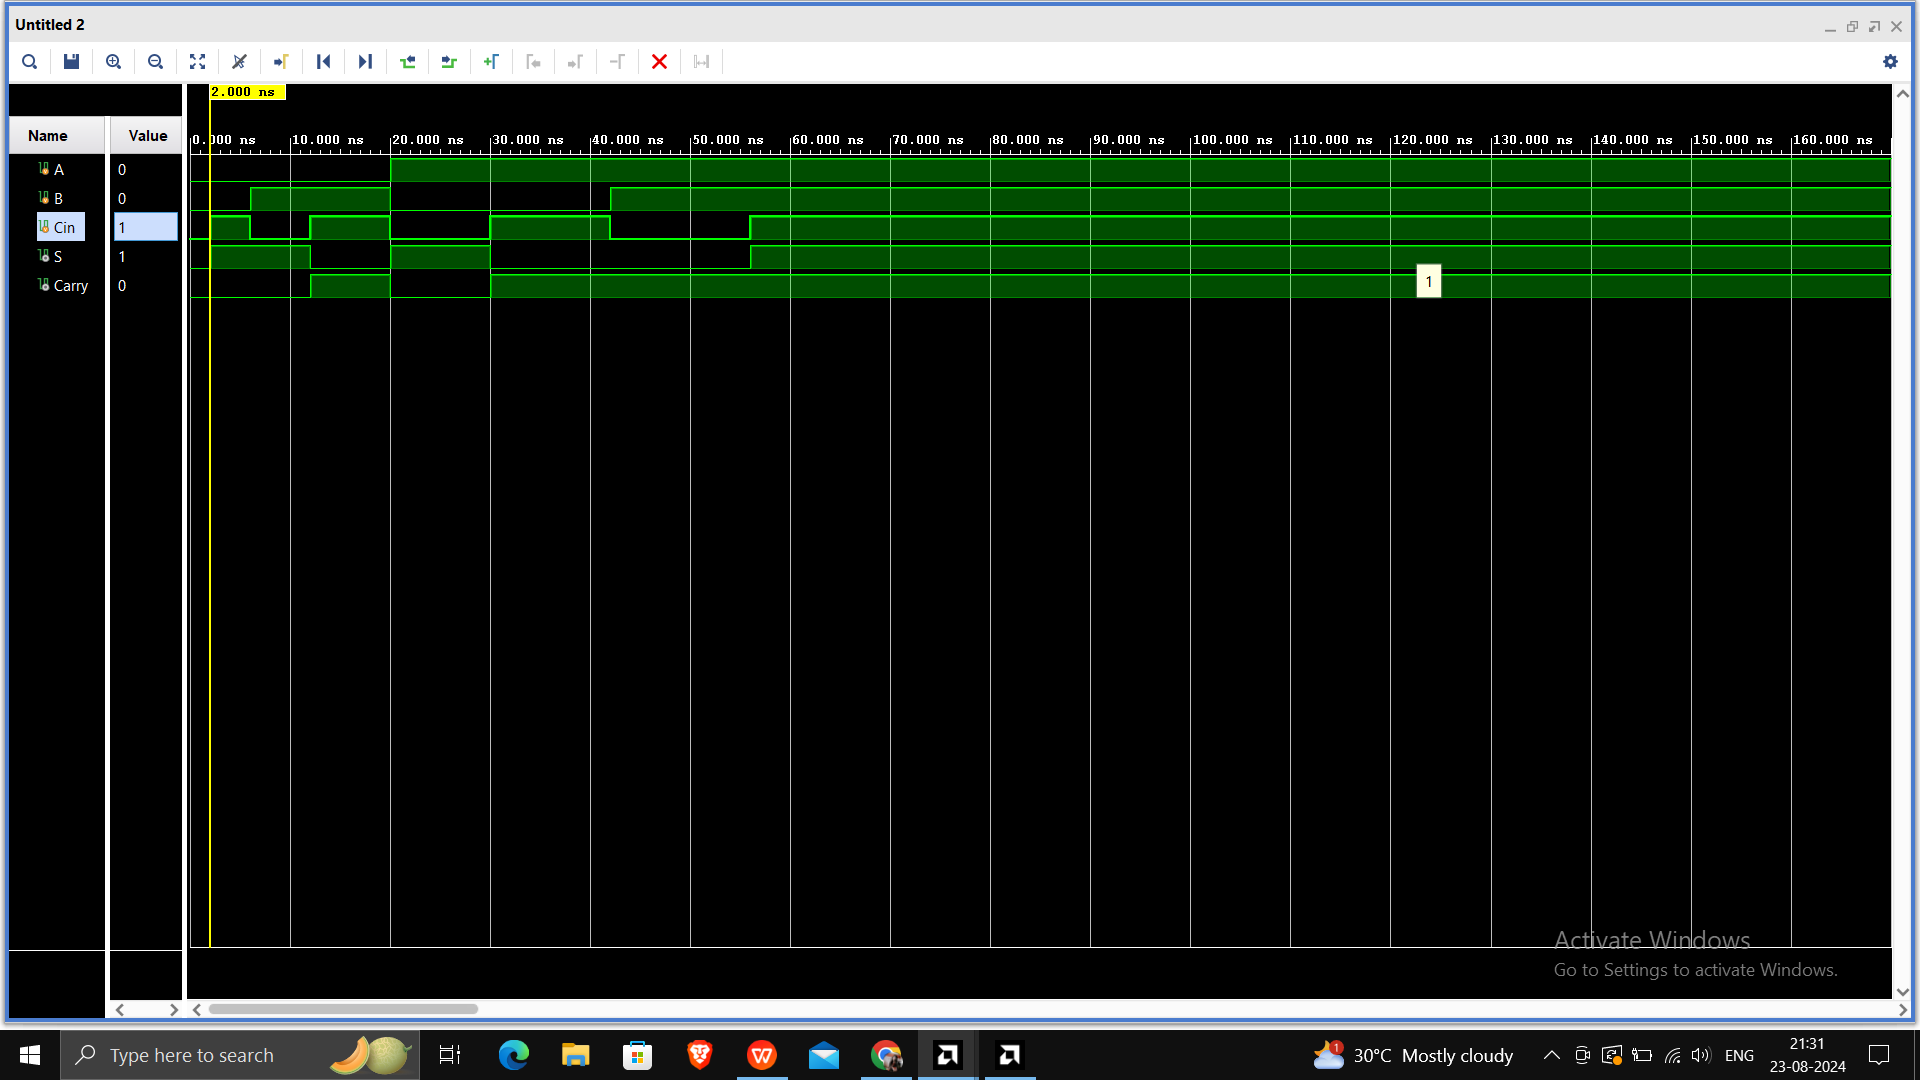 Untitled 2
2.000 ns
Name Value
0.000 ns 10.000 ns 20.000 ns 30.000 ns 40.000 ns 50.000 ns 60.000 ns 70.000 ns 80.000 ns 90.000 ns 100.000 ns 110.000 ns 120.000 ns 130.000 ns 140.000 ns 150.000 ns 160.000 ns
A 0
B 0
Cin 1
S 1
Carry 0
1
Activate Windows
Go to Settings to activate Windows.
Type here to search
1
30°C Mostly cloudy
ENG
21:31
23-08-2024